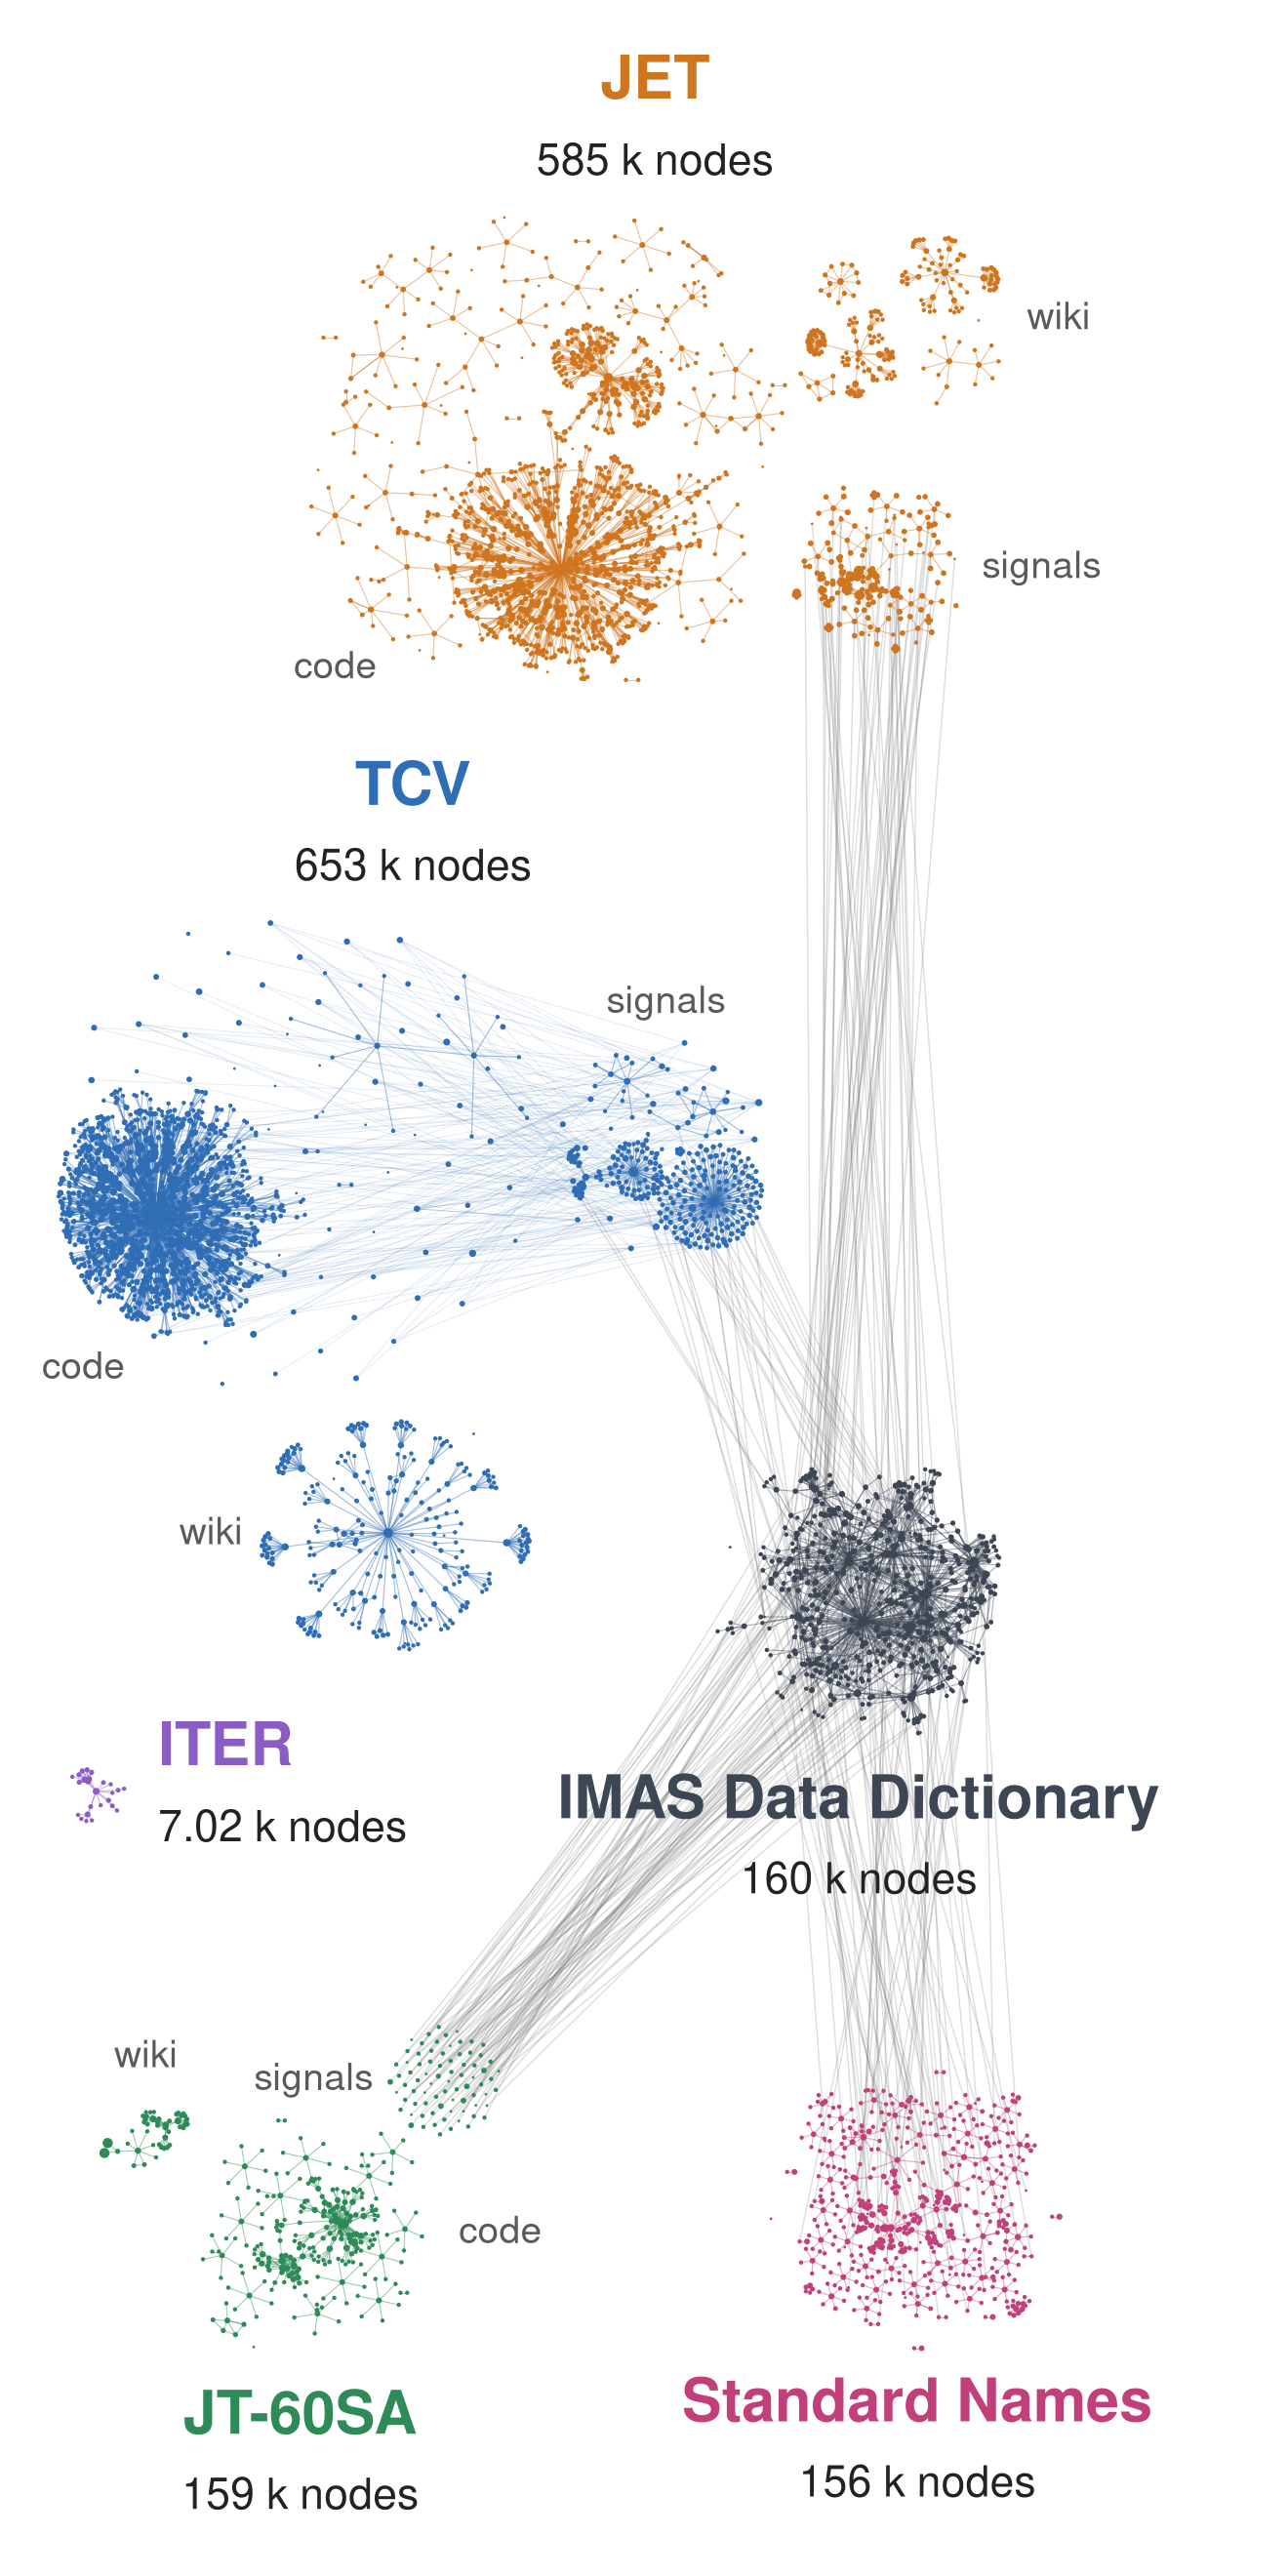 JET
585 k nodes
wiki
signals
code
TCV
653 k nodes
signals
code
wiki
ITER
7.02 k nodes
IMAS Data Dictionary
160 k nodes
wiki
signals
code
JT-60SA
159 k nodes
Standard Names
156 k nodes